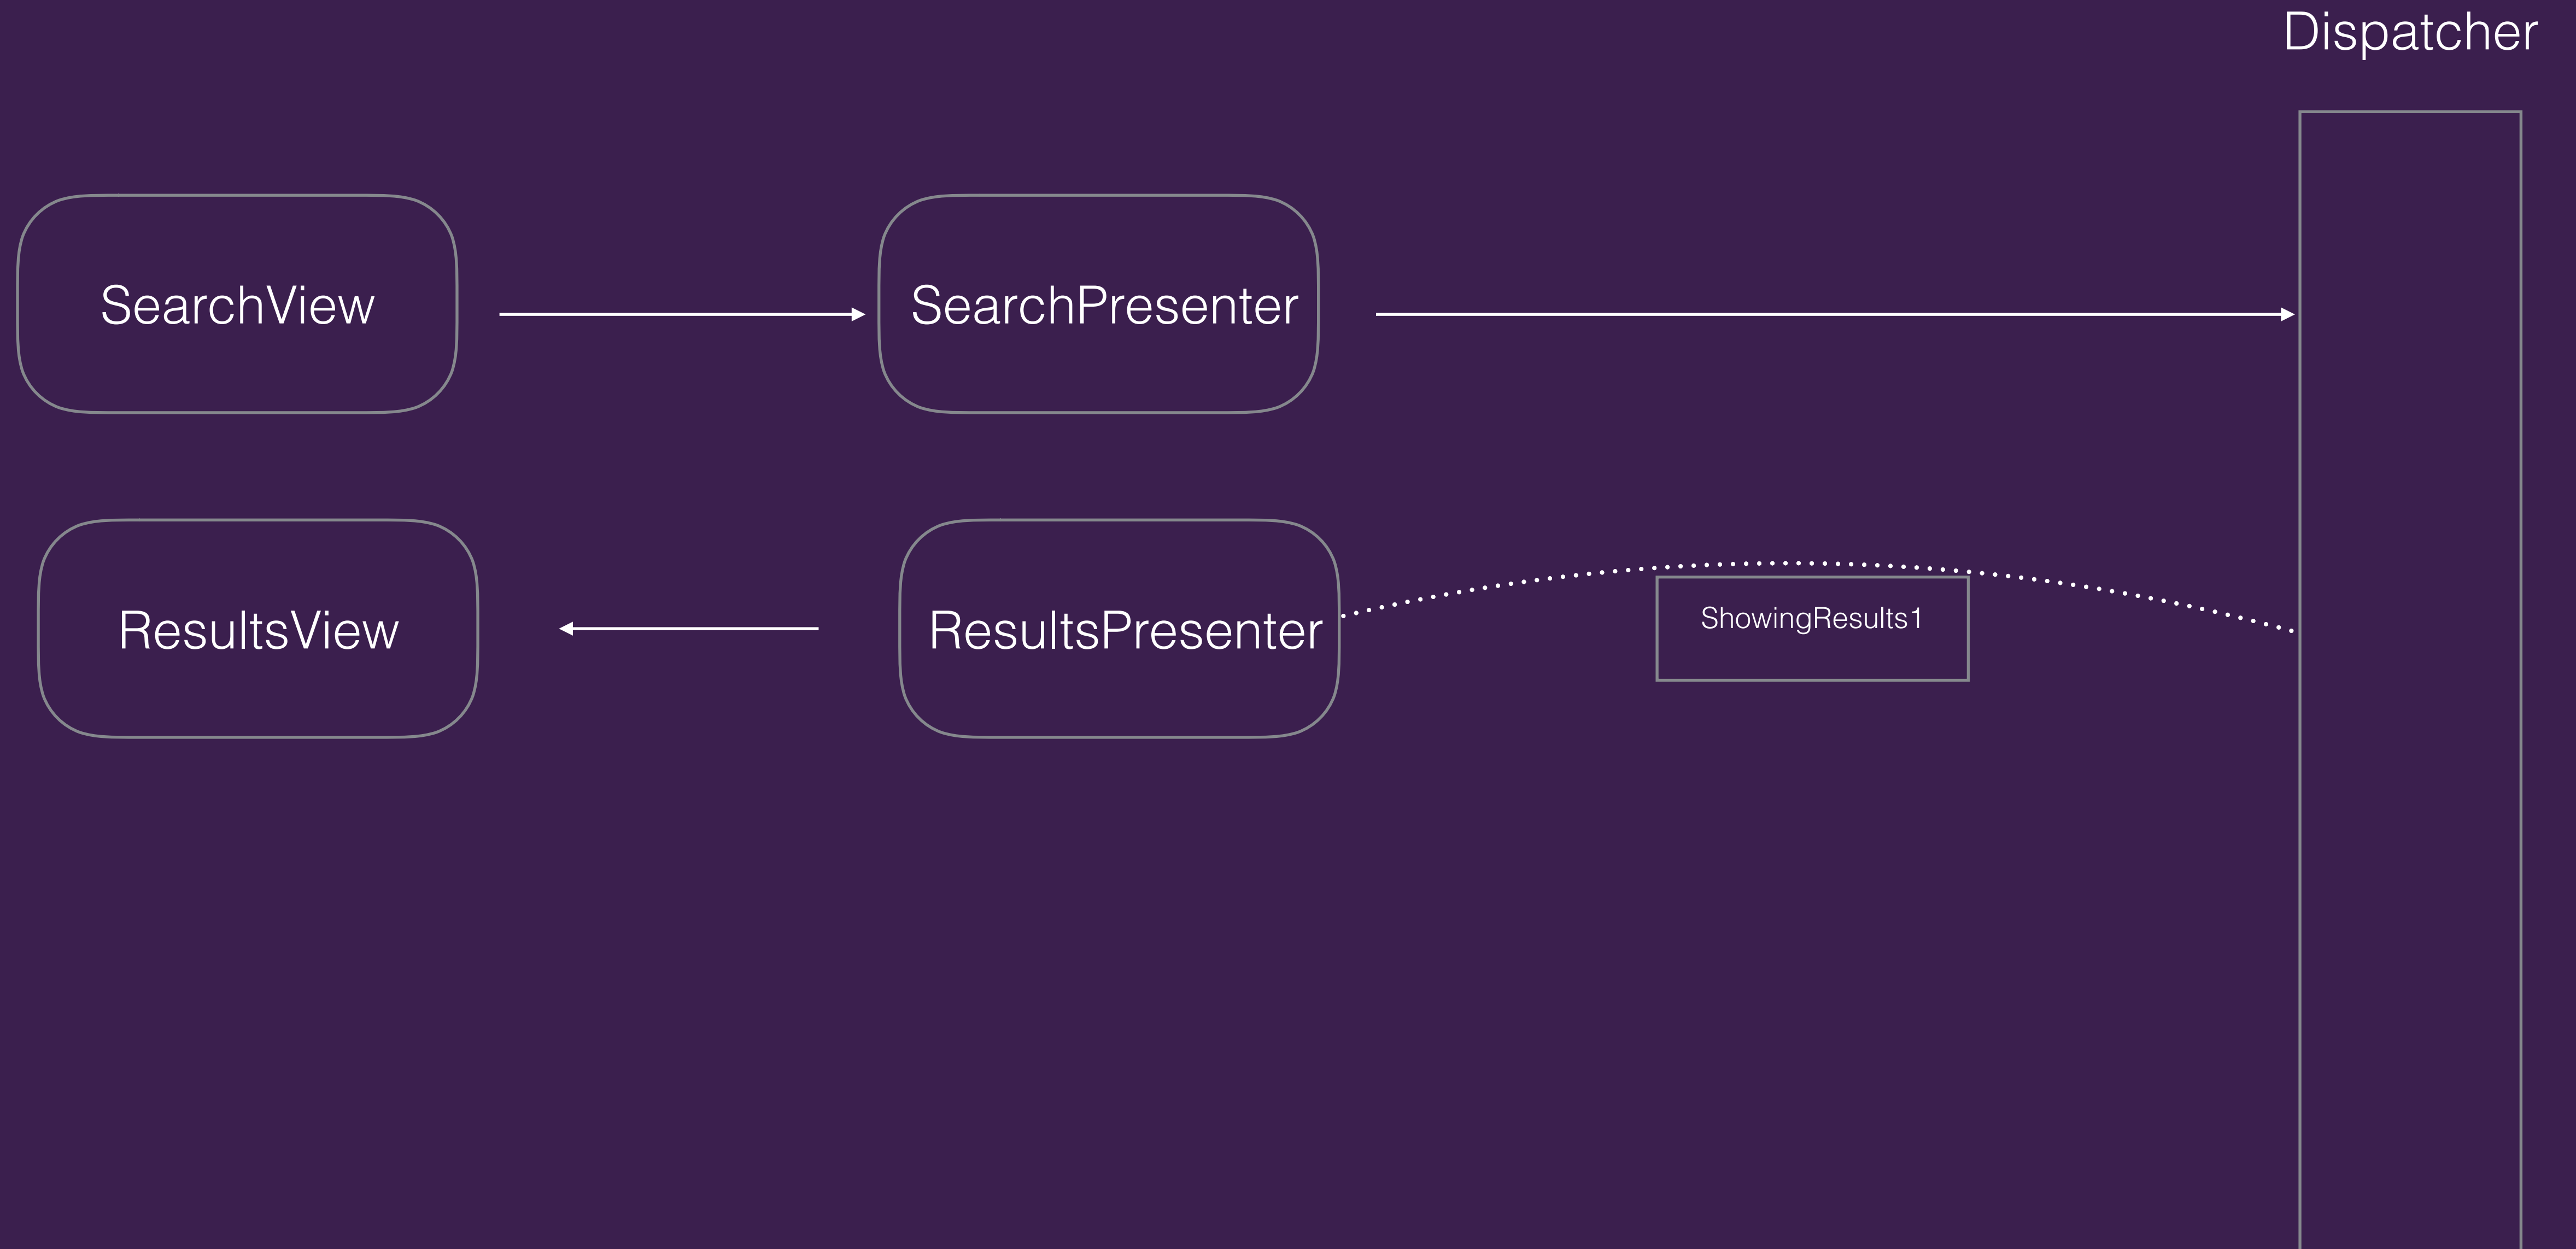 Dispatcher
SearchView
SearchPresenter
ResultsView
ResultsPresenter
ShowingResults1